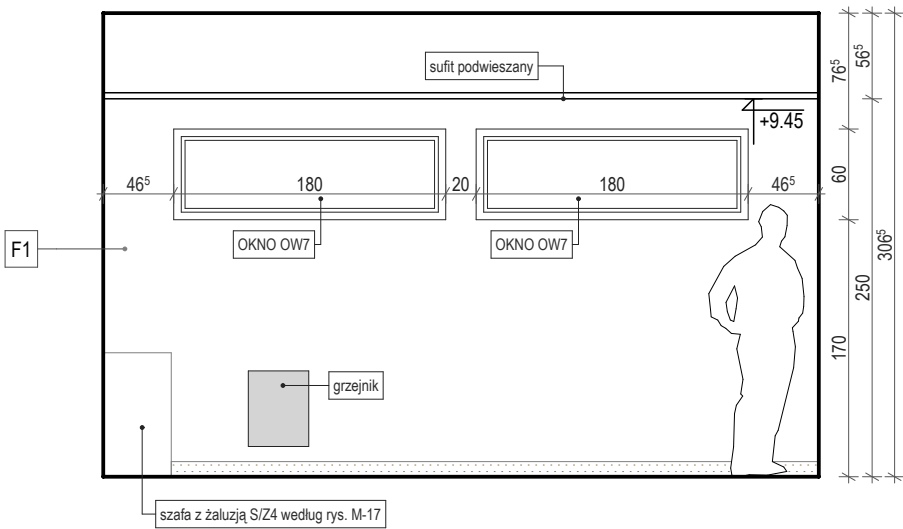 sufit podwieszany
+9.45
46⁵
180
20
180
46⁵
OKNO OW7
OKNO OW7
F1
grzejnik
szafa z żaluzją S/Z4 według rys. M-17
76⁵
56⁵
60
170
250
306⁵